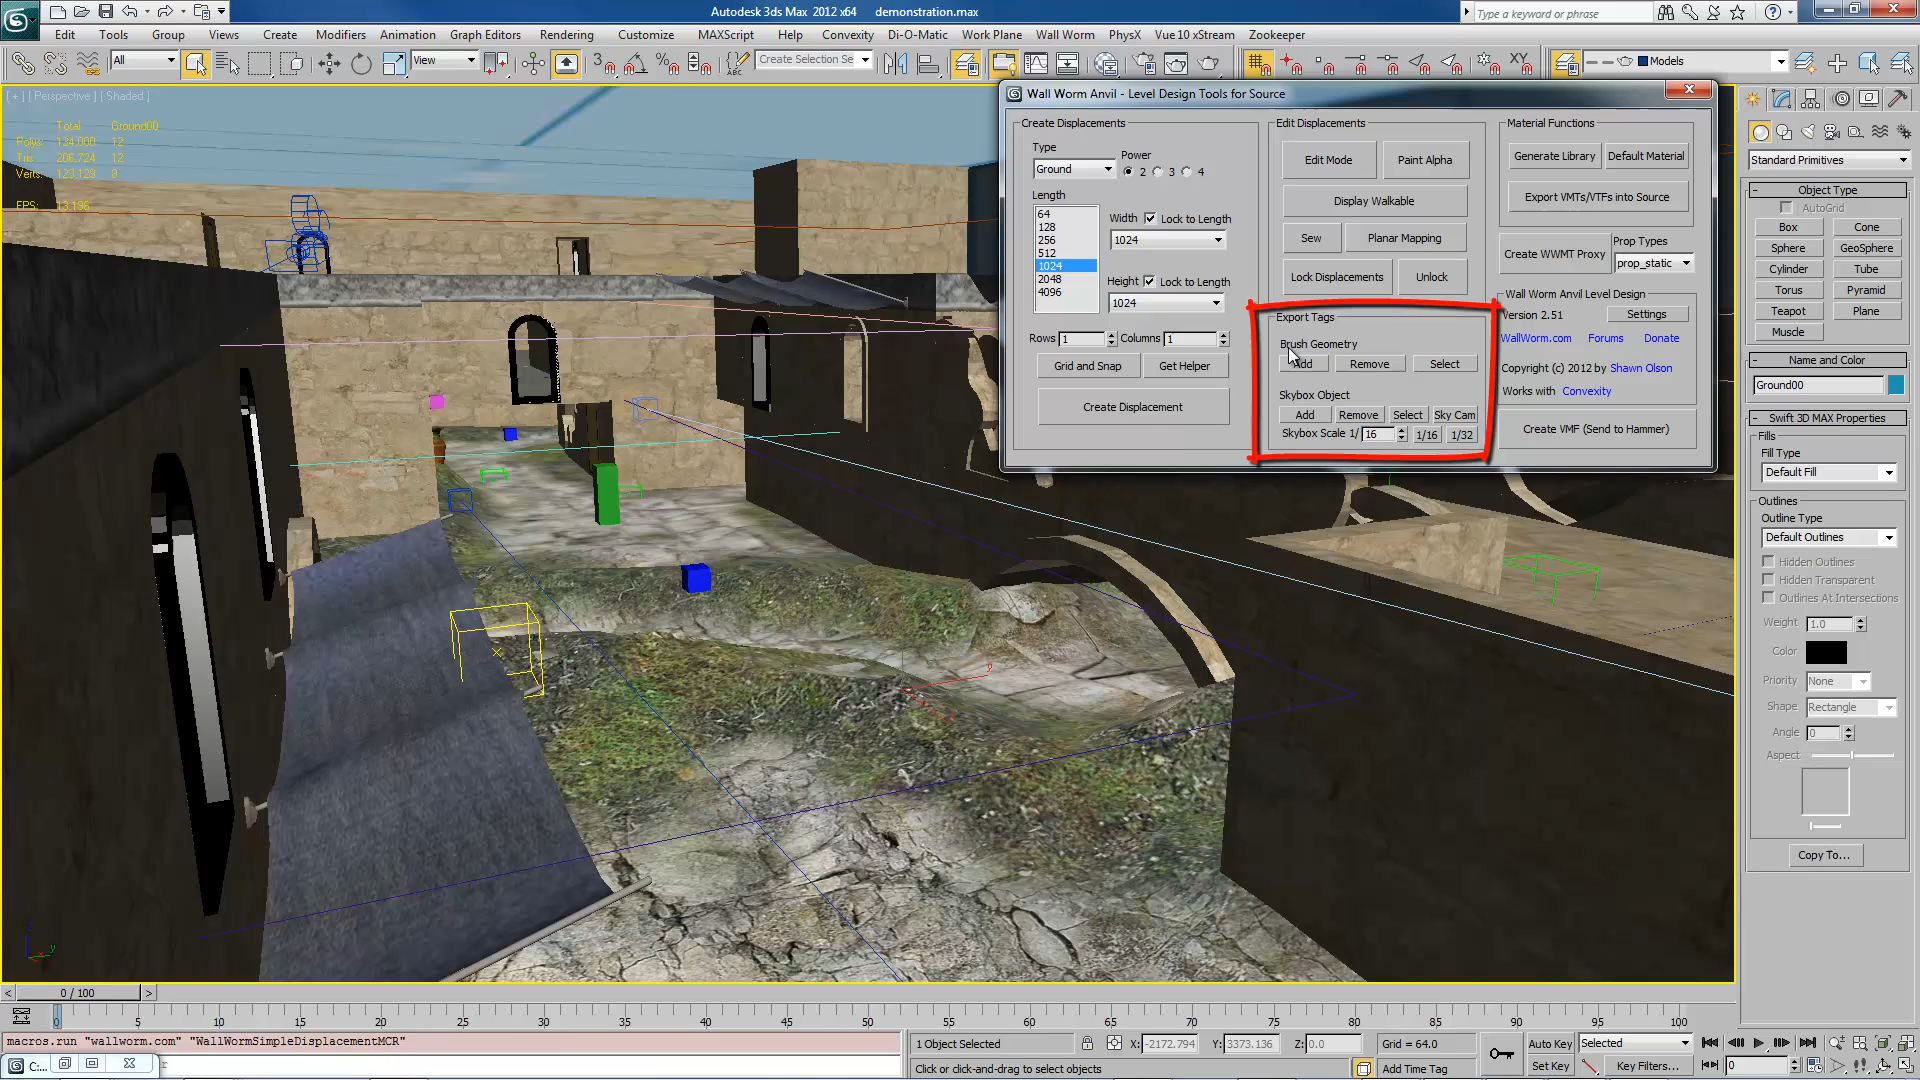 Autodesk 3ds Max 2012 x64 demonstration.max
Type a keyword or phrase
Edit Tools Group Views Create Modifiers Animation Graph Editors Rendering Customize MAXScript Help Convexity Di-O-Matic Work Plane Wall Worm PhysX Vue 10 xStream Zookeeper
All
View
3
Create Selection Se
XY
Models
[ + ] [ Perspective ] [ Shaded ]
Total Ground00
Polys: 134,000 12
Tris: 206,724 12
Verts: 123,129 9
FPS: 13.196
Wall Worm Anvil - Level Design Tools for Source
Create Displacements
Type
Ground
Power
2 3 4
Length
64
128
256
512
1024
2048
4096
Width Lock to Length
1024
Height Lock to Length
1024
Rows 1 Columns 1
Grid and Snap Get Helper
Create Displacement
Edit Displacements
Edit Mode Paint Alpha
Display Walkable
Sew Planar Mapping
Lock Displacements Unlock
Export Tags
Brush Geometry
Add Remove Select
Skybox Object
Add Remove Select Sky Cam
Skybox Scale 1/ 16 1/16 1/32
Material Functions
Generate Library Default Material
Export VMTs/VTFs into Source
Create WWMT Proxy
Prop Types
prop_static
Wall Worm Anvil Level Design
Version 2.51 Settings
WallWorm.com Forums Donate
Copyright (c) 2012 by Shawn Olson
Works with Convexity
Create VMF (Send to Hammer)
Standard Primitives
Object Type
AutoGrid
Box Cone
Sphere GeoSphere
Cylinder Tube
Torus Pyramid
Teapot Plane
Muscle
Name and Color
Ground00
Swift 3D MAX Properties
Fills
Fill Type
Default Fill
Outlines
Outline Type
Default Outlines
Hidden Outlines
Hidden Transparent
Outlines At Intersections
Weight 1.0
Color
Priority None
Shape: Rectangle
Angle 0
Aspect
Copy To...
x
y
z
y
< 0 / 100 >
0 5 10 15 20 25 30 35 40 45 50 55 60 65 70 75 80 85 90 95 100
macros.run "wallworm.com" "WallWormSimpleDisplacementMCR"
C:...
1 Object Selected
X: -2172.794 Y: 3373.136 Z: 0.0
Grid = 64.0
Click or click-and-drag to select objects
Add Time Tag
Auto Key Selected
Set Key Key Filters...
0